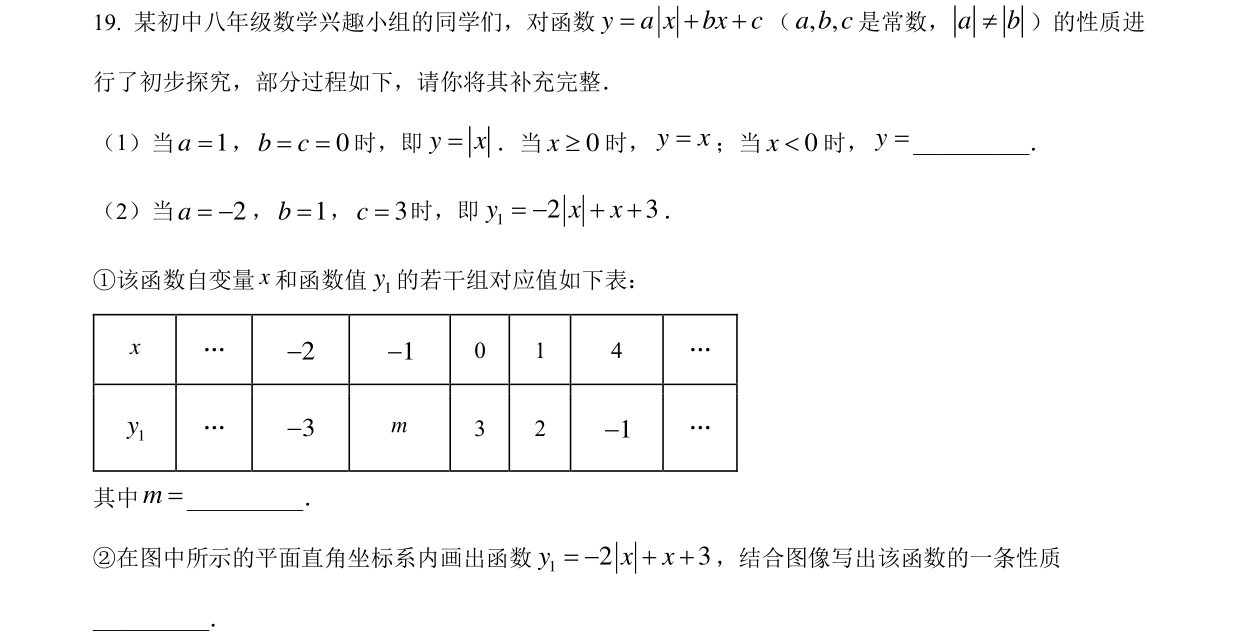 19. 某初中八年级数学兴趣小组的同学们，对函数 y = a|x| + bx + c （ a,b,c 是常数， |a| ≠ |b| ）的性质进
行了初步探究，部分过程如下，请你将其补充完整．
（1）当 a = 1， b = c = 0 时，即 y = |x|．当 x ≥ 0 时， y = x；当 x < 0 时， y = __________．
（2）当 a = −2， b = 1， c = 3 时，即 y₁ = −2|x| + x + 3．
①该函数自变量 x 和函数值 y₁ 的若干组对应值如下表：
x … −2 −1 0 1 4 …
y₁ … −3 m 3 2 −1 …
其中 m = __________．
②在图中所示的平面直角坐标系内画出函数 y₁ = −2|x| + x + 3，结合图像写出该函数的一条性质
__________．